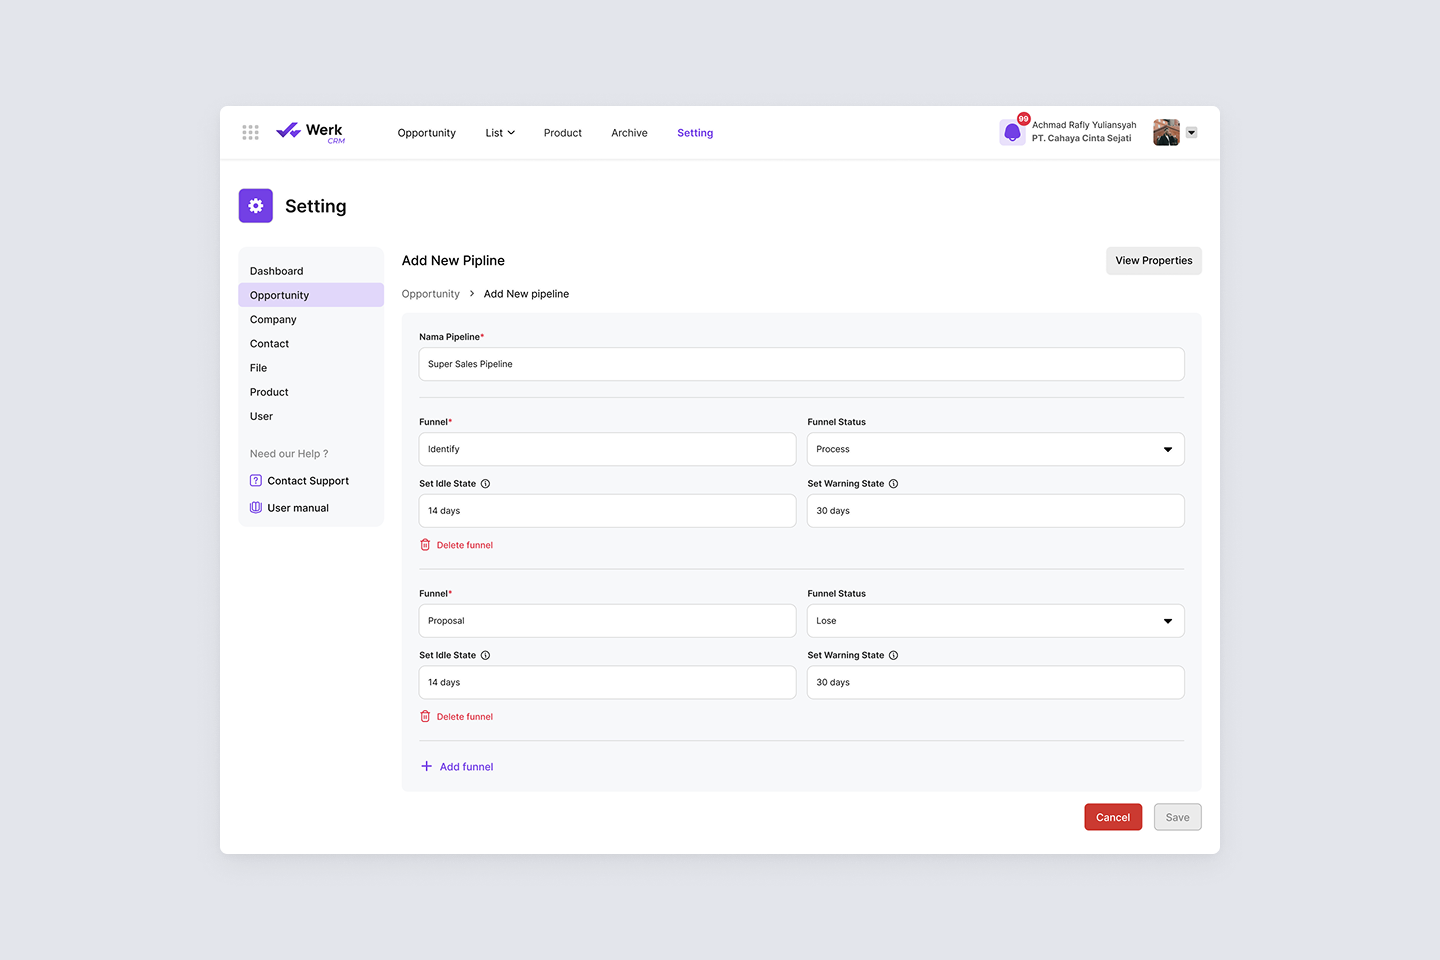 Werk
CRM
Opportunity
List
Product
Archive
Setting
99
Achmad Rafly Yuliansyah
PT. Cahaya Cinta Sejati
Setting
Dashboard
Opportunity
Company
Contact
File
Product
User
Need our Help ?
Contact Support
User manual
Add New Pipline
View Properties
Opportunity > Add New pipeline
Nama Pipeline*
Super Sales Pipeline
Funnel*
Funnel Status
Identify
Process
Set Idle State
Set Warning State
14 days
30 days
Delete funnel
Funnel*
Funnel Status
Proposal
Lose
Set Idle State
Set Warning State
14 days
30 days
Delete funnel
+ Add funnel
Cancel
Save